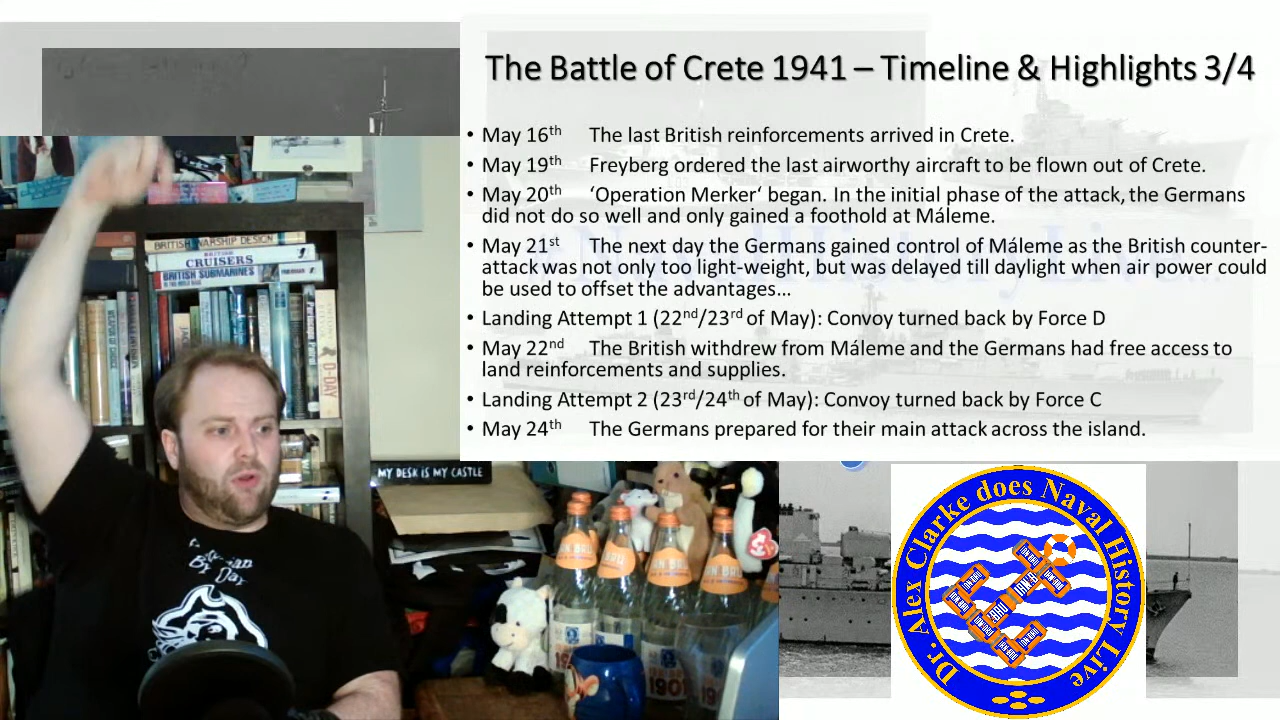 The Battle of Crete 1941 – Timeline & Highlights 3/4
• May 16th The last British reinforcements arrived in Crete.
• May 19th Freyberg ordered the last airworthy aircraft to be flown out of Crete.
• May 20th ‘Operation Merker‘ began. In the initial phase of the attack, the Germans
did not do so well and only gained a foothold at Máleme.
• May 21st The next day the Germans gained control of Máleme as the British counter-
attack was not only too light-weight, but was delayed till daylight when air power could
be used to offset the advantages…
• Landing Attempt 1 (22nd/23rd of May): Convoy turned back by Force D
• May 22nd The British withdrew from Máleme and the Germans had free access to
land reinforcements and supplies.
• Landing Attempt 2 (23rd/24th of May): Convoy turned back by Force C
• May 24th The Germans prepared for their main attack across the island.
BRITISH WARSHIP DESIGN
BRITISH
CRUISERS
BRITISH SUBMARINES
D-DAY
MY DESK IS MY CASTLE
By Day
BRU
1901
Dr. Alex Clarke does Naval History Live